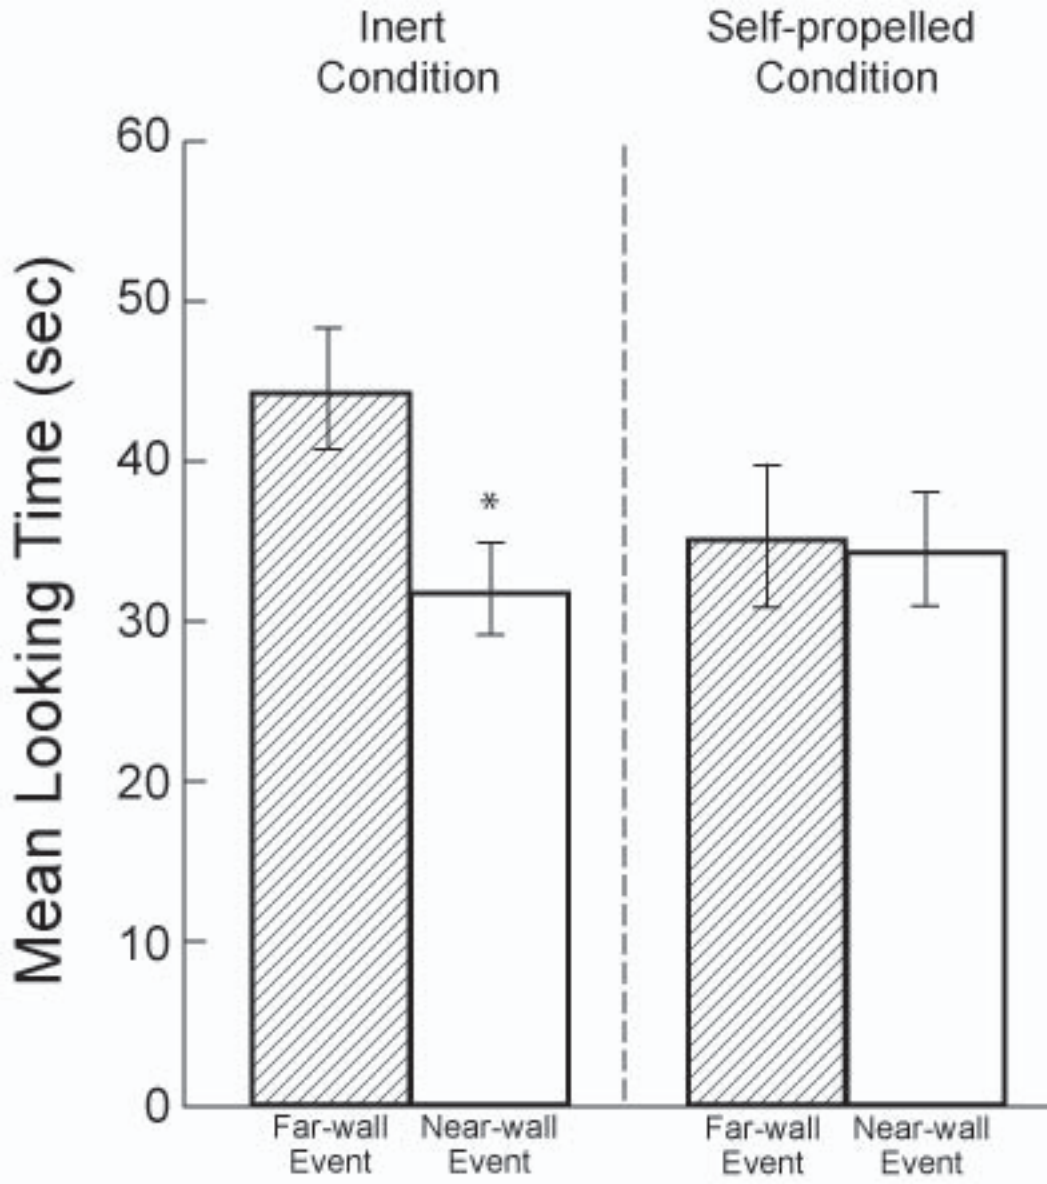 Inert
Condition
Self-propelled
Condition
Mean Looking Time (sec)
60
50
40
30
20
10
0
*
Far-wall
Event
Near-wall
Event
Far-wall
Event
Near-wall
Event